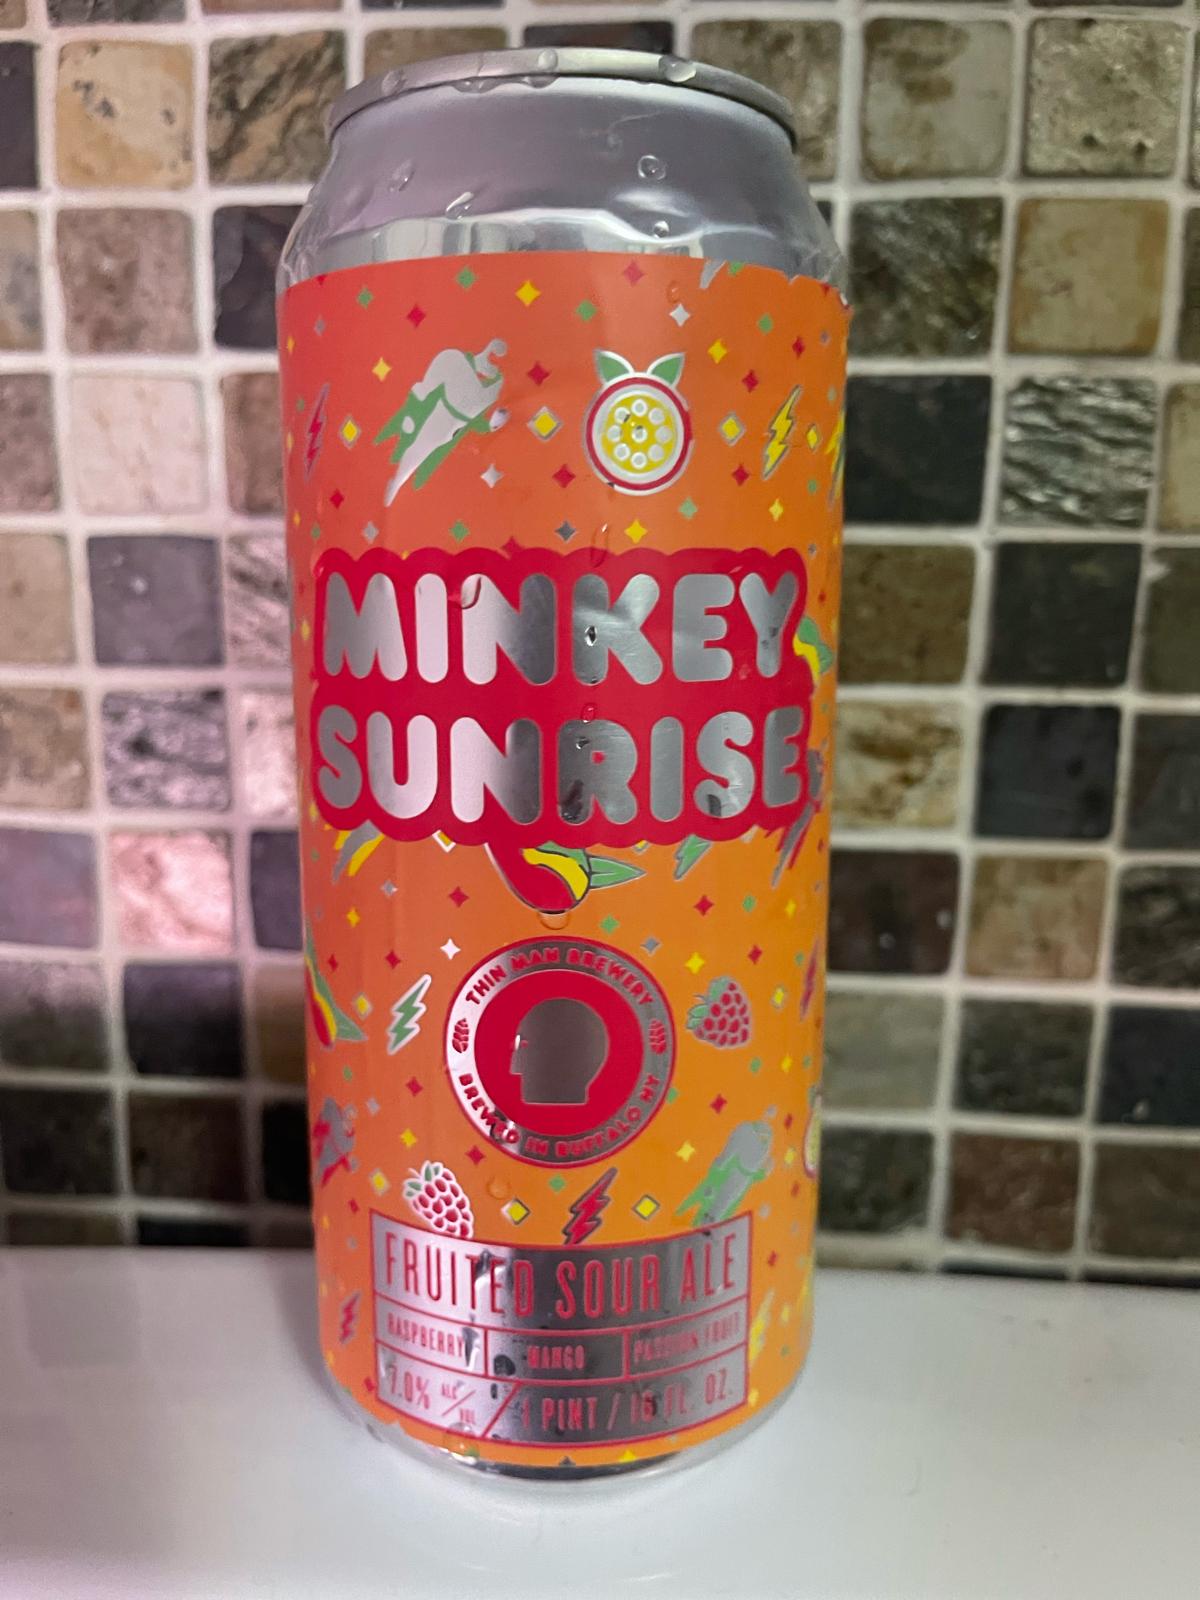 MINKEY
SUNRISE
THIN MAN BREWERY
BREWED IN BUFFALO NY
FRUITED SOUR ALE
RASPBERRY MANGO PASSION FRUIT
7.0% ALC/VOL 1 PINT / 16 FL. OZ.